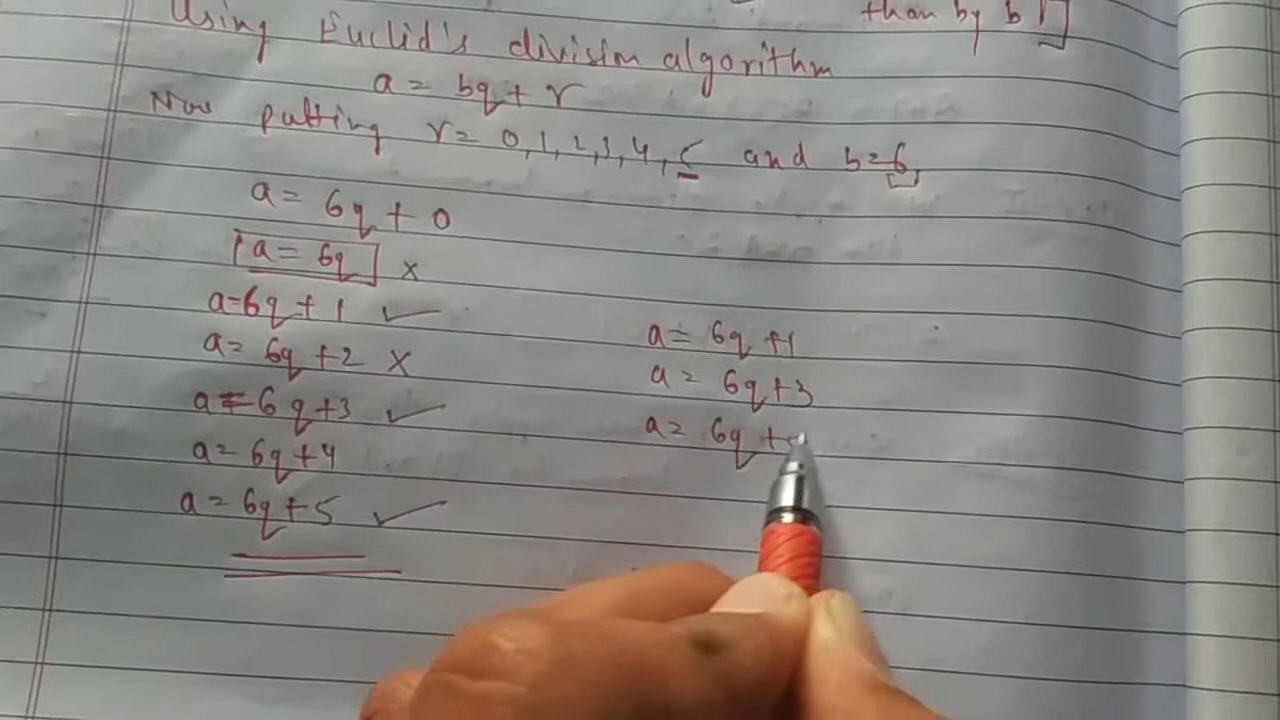 than by b
Using Euclid's division algorithm
a = bq + r
Now putting r = 0,1,2,3,4,5 and b=6
a = 6q + 0
a = 6q x
a=6q + 1 ✓
a= 6q +2 x
a = 6q+3 ✓
a= 6q+4
a= 6q+5 ✓
a = 6q +1
a = 6q+3
a = 6q +